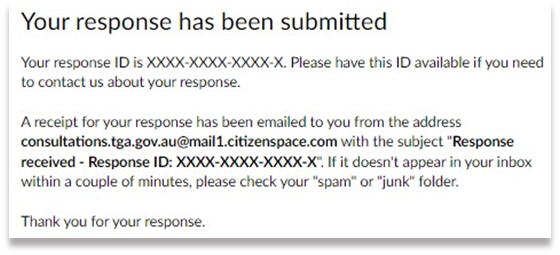 Your response has been submitted
Your response ID is XXXX-XXXX-XXXX-X. Please have this ID available if you need
to contact us about your response.
A receipt for your response has been emailed to you from the address
consultations.tga.gov.au@mail1.citizenspace.com with the subject "Response
received - Response ID: XXXX-XXXX-XXXX-X". If it doesn't appear in your inbox
within a couple of minutes, please check your "spam" or "junk" folder.
Thank you for your response.